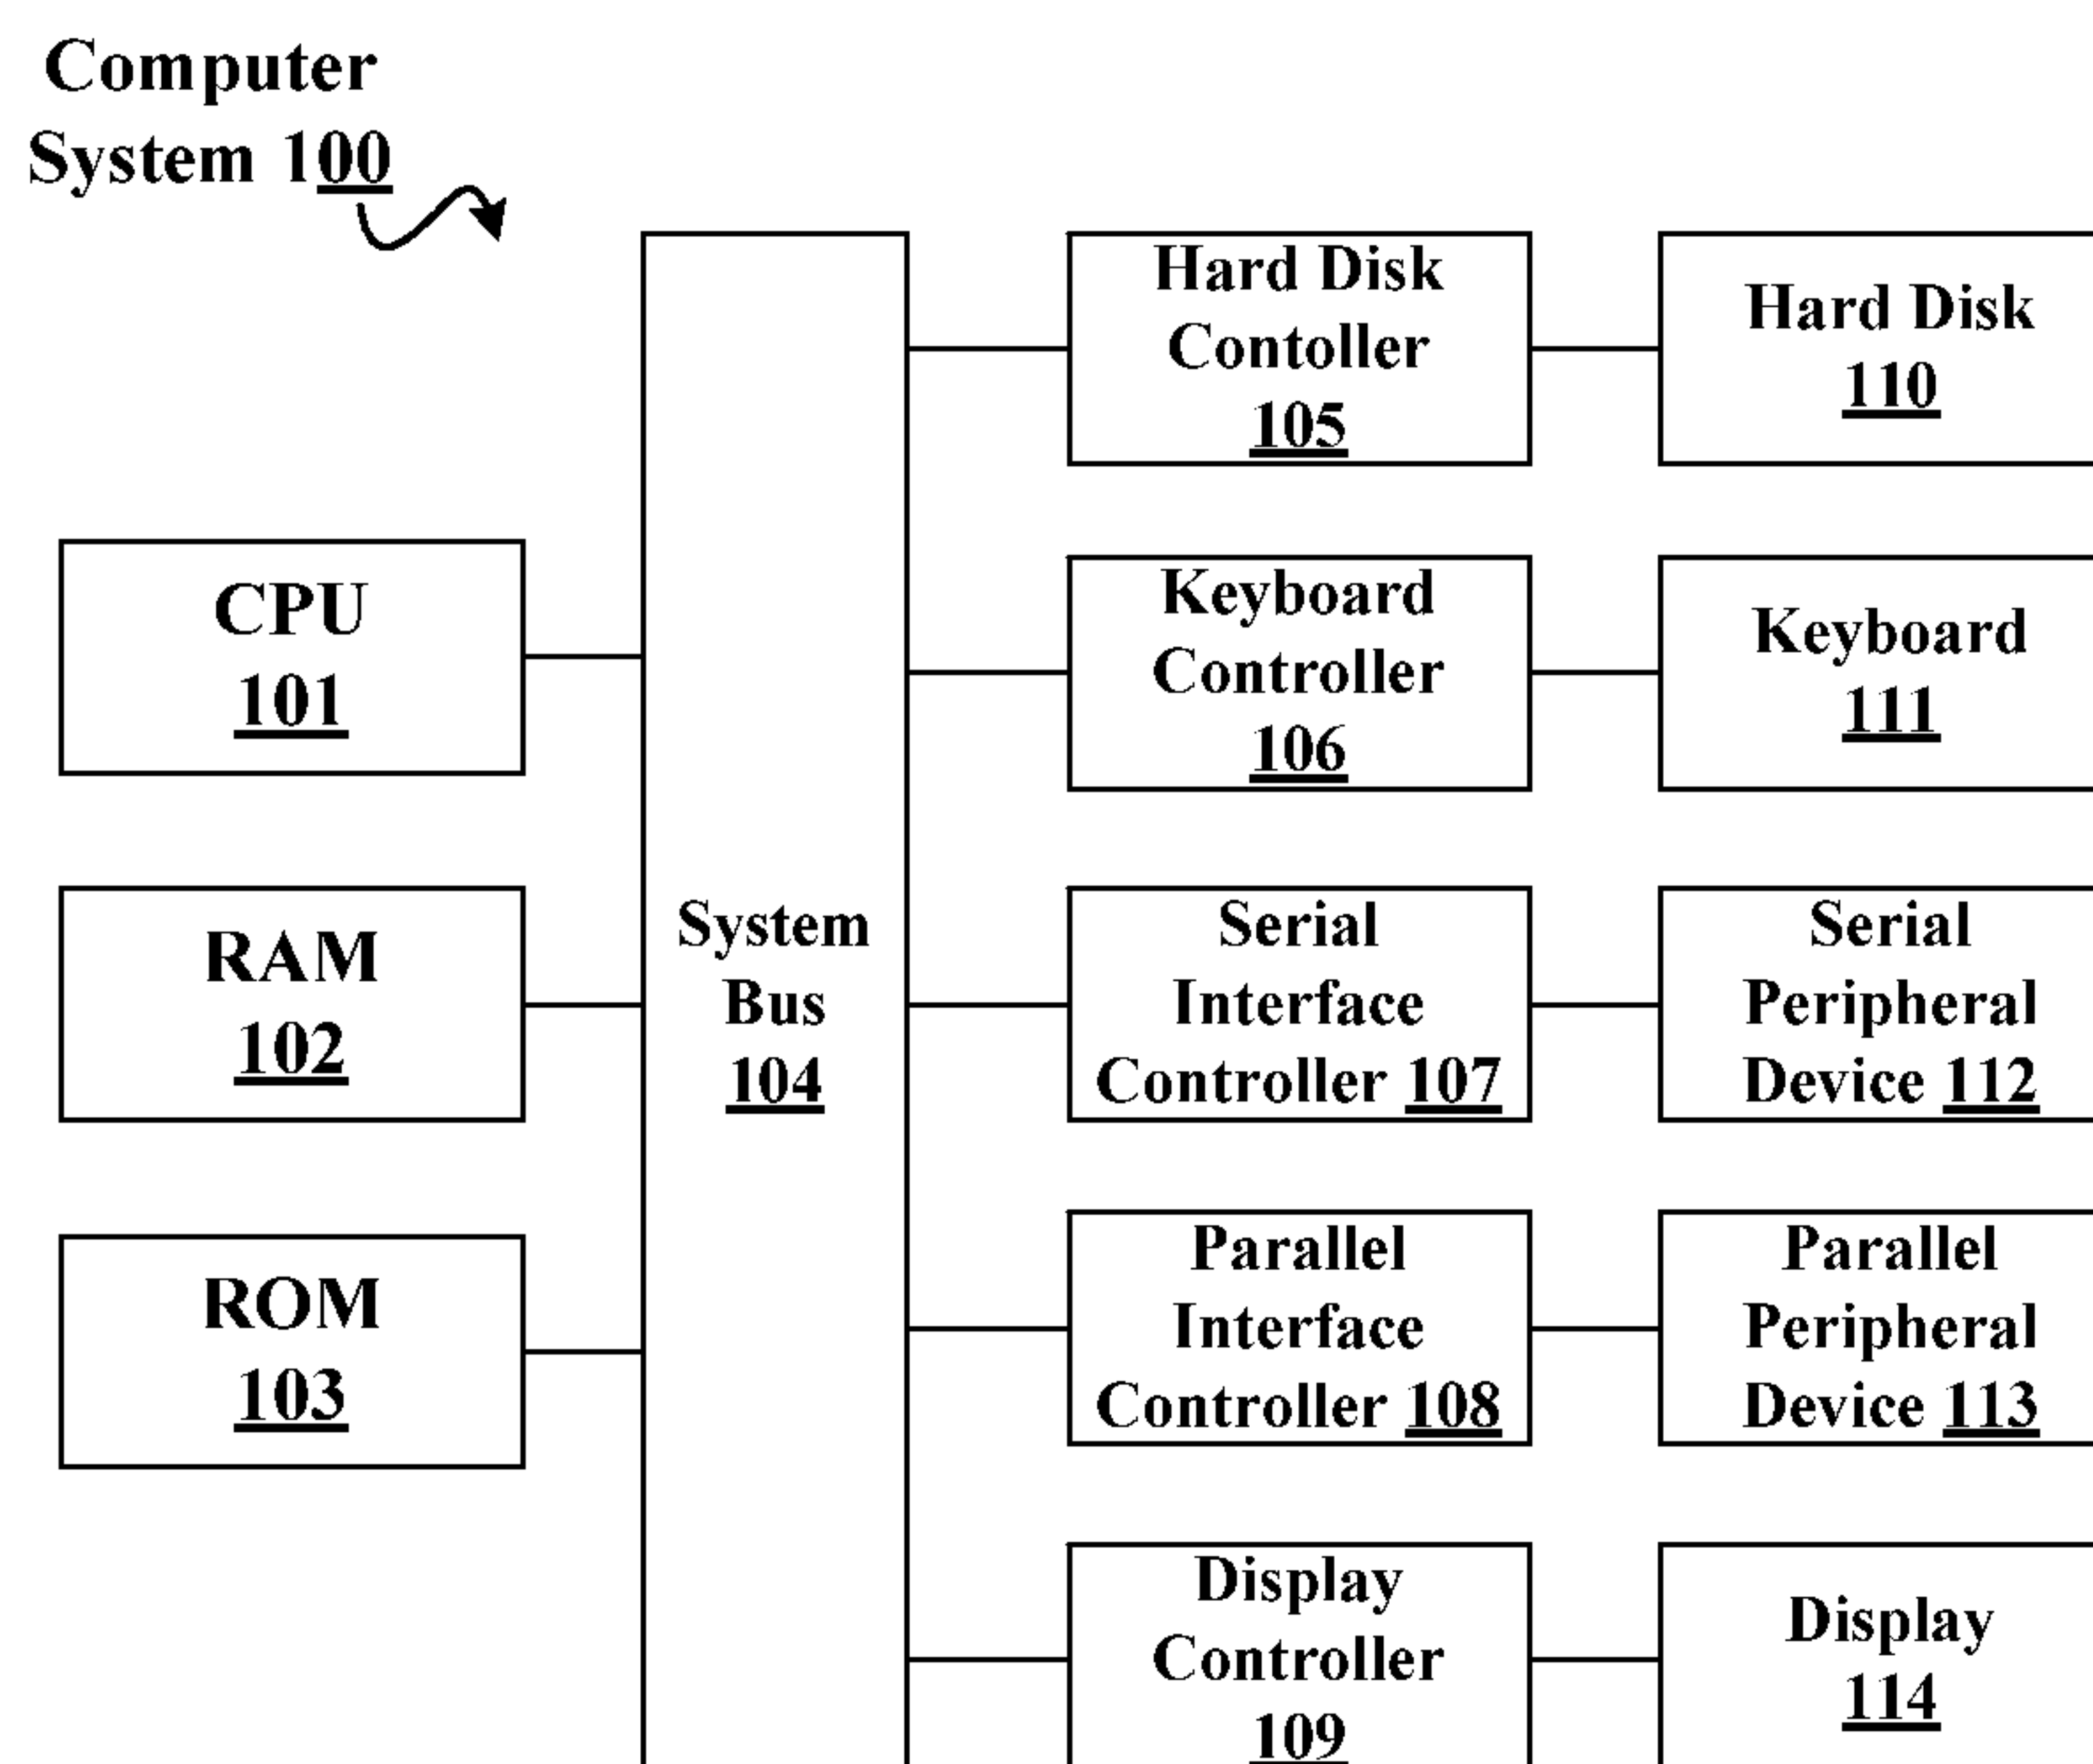 Computer
System 100
Hard Disk
Contoller
105
Hard Disk
110
CPU
101
Keyboard
Controller
106
Keyboard
111
RAM
102
System
Bus
104
Serial
Interface
Controller 107
Serial
Peripheral
Device 112
ROM
103
Parallel
Interface
Controller 108
Parallel
Peripheral
Device 113
Display
Controller
109
Display
114